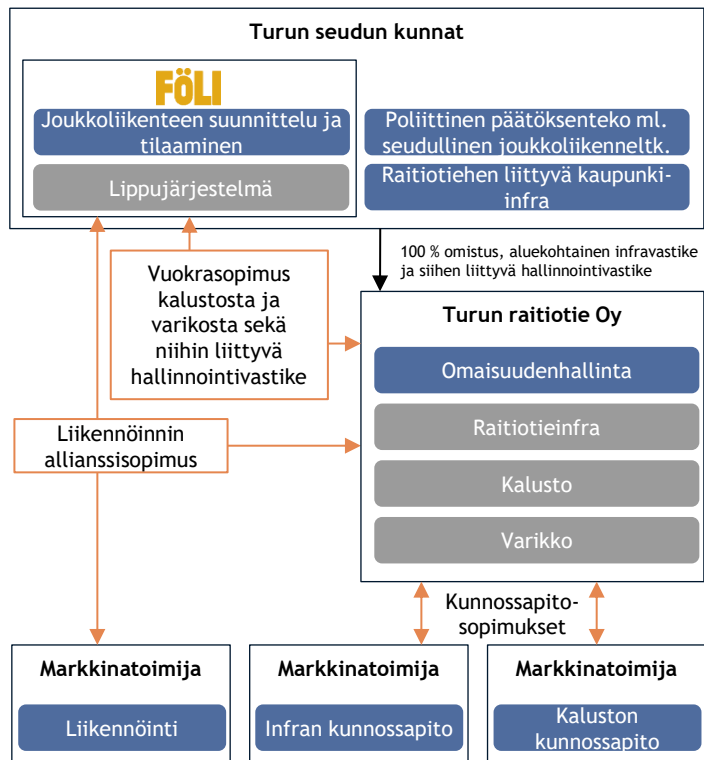 Turun seudun kunnat
FÖLI
Joukkoliikenteen suunnittelu ja
tilaaminen
Lippujärjestelmä
Poliittinen päätöksenteko ml.
seudullinen joukkoliikenneltk.
Raitiotiehen liittyvä kaupunki-
infra
100 % omistus, aluekohtainen infravastike
ja siihen liittyvä hallinnointivastike
Vuokrasopimus
kalustosta ja
varikosta sekä
niihin liittyvä
hallinnointivastike
Turun raitiotie Oy
Omaisuudenhallinta
Raitiotieinfra
Kalusto
Varikko
Liikennöinnin
allianssisopimus
Kunnossapito-
sopimukset
Markkinatoimija
Liikennöinti
Markkinatoimija
Infran kunnossapito
Markkinatoimija
Kaluston
kunnossapito